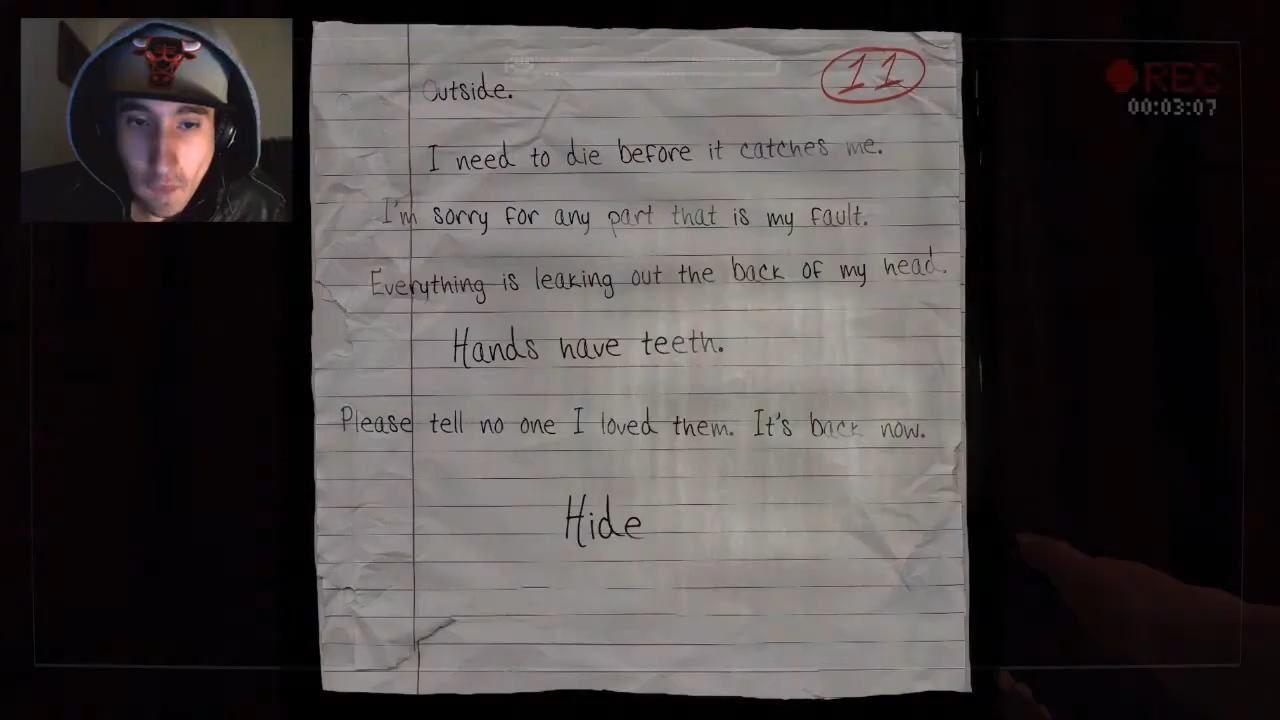 11
Outside.
REC
00:03:07
I need to die before it catches me.
I'm sorry for any part that is my fault.
Everything is leaking out the back of my head.
Hands have teeth.
Please tell no one I loved them. It's back now.
Hide